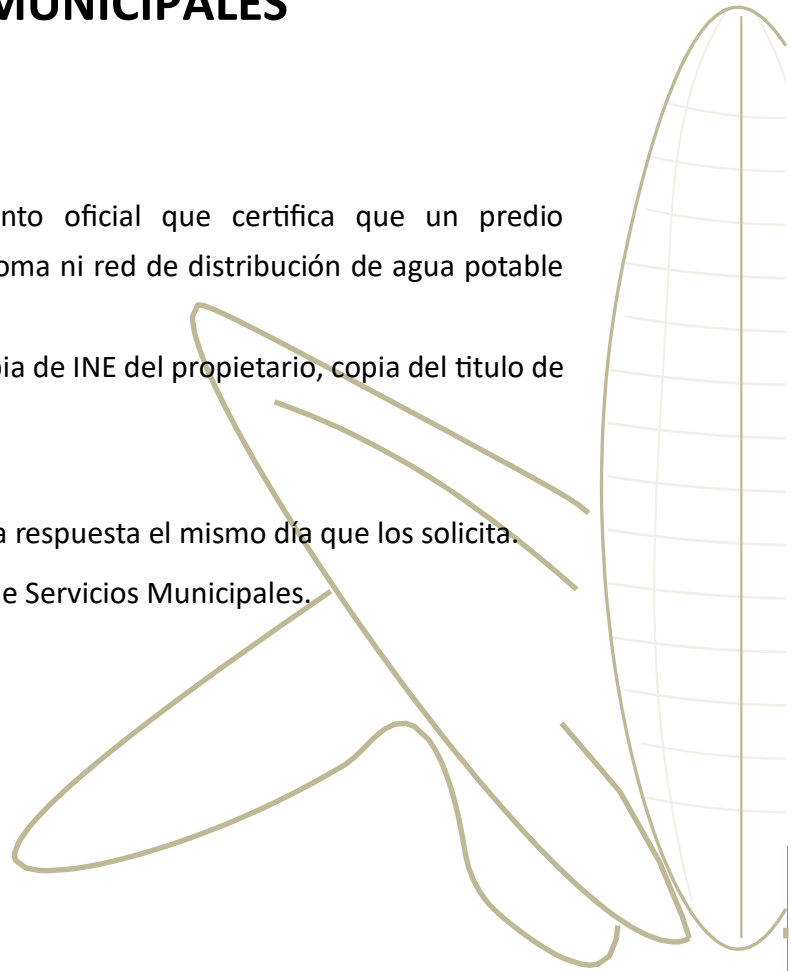 MUNICIPALES
nto oficial que certifica que un predio
oma ni red de distribución de agua potable
ia de INE del propietario, copia del titulo de
a respuesta el mismo día que los solicita.
e Servicios Municipales.